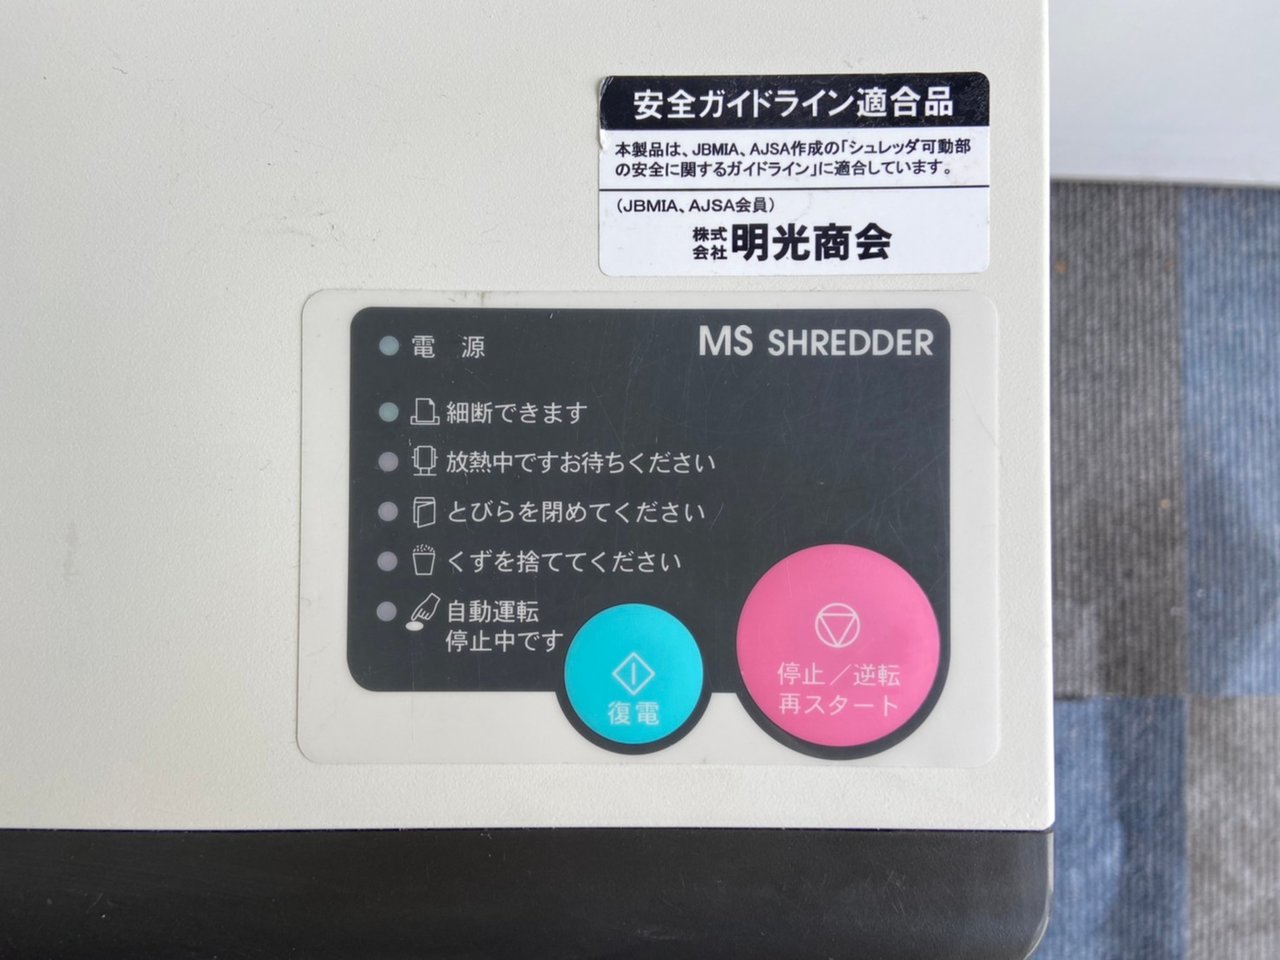 安全ガイドライン適合品
本製品は、JBMIA、AJSA作成の「シュレッダ可動部
の安全に関するガイドライン」に適合しています。
(JBMIA、AJSA会員)
株式会社 明光商会
電 源
MS SHREDDER
細断できます
放熱中ですお待ちください
とびらを閉めてください
くずを捨ててください
自動運転
停止中です
復電
停止/逆転
再スタート